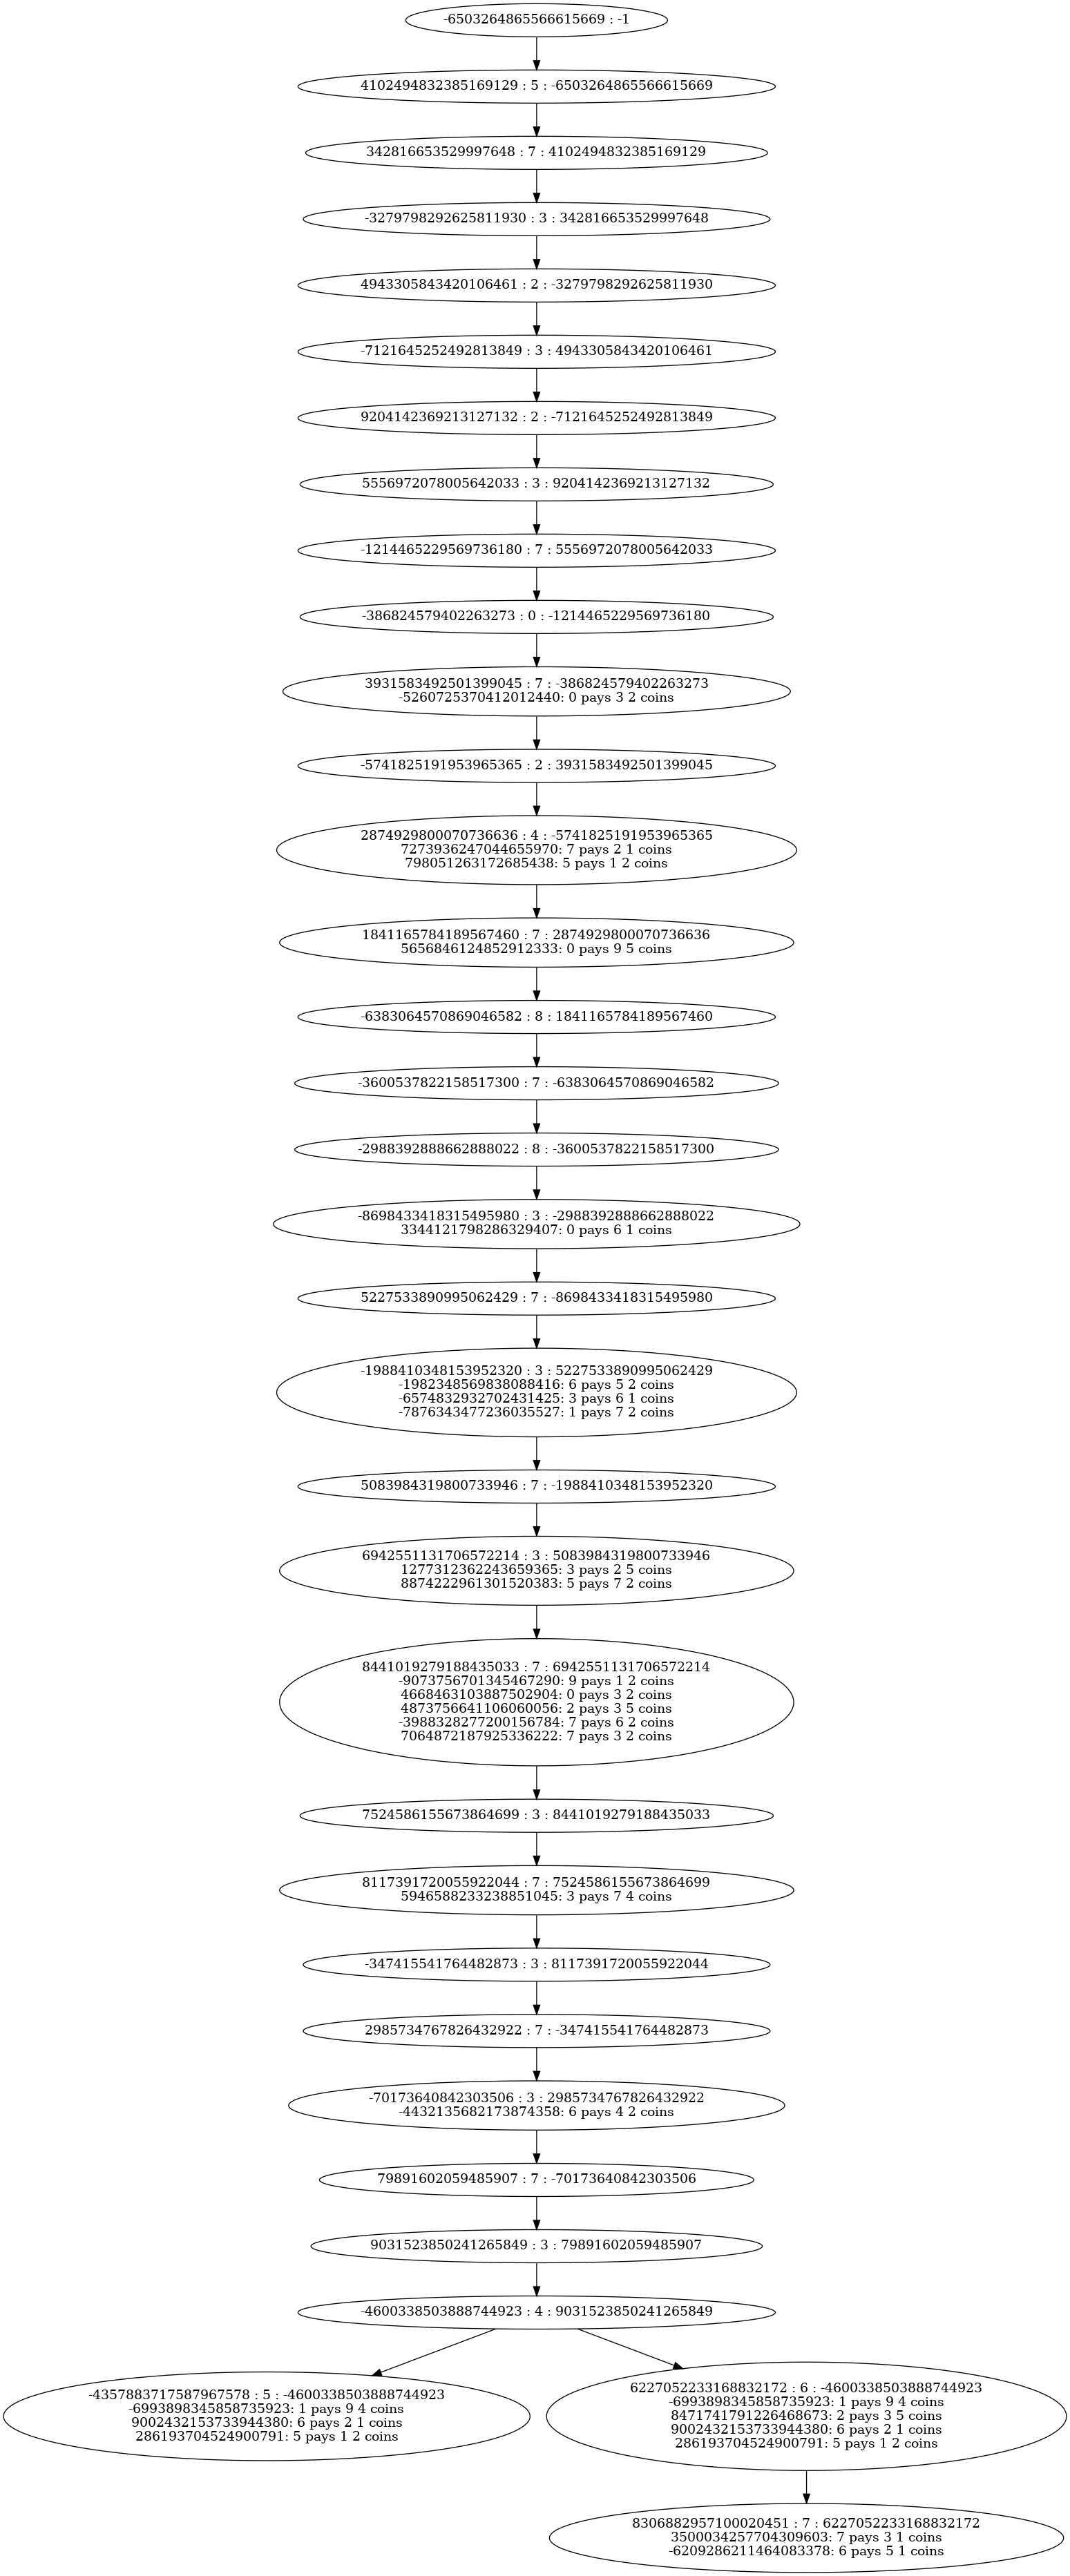 -6503264865566615669 : -1
4102494832385169129 : 5 : -6503264865566615669
342816653529997648 : 7 : 4102494832385169129
-3279798292625811930 : 3 : 342816653529997648
4943305843420106461 : 2 : -3279798292625811930
-7121645252492813849 : 3 : 4943305843420106461
9204142369213127132 : 2 : -7121645252492813849
5556972078005642033 : 3 : 9204142369213127132
-1214465229569736180 : 7 : 5556972078005642033
-386824579402263273 : 0 : -1214465229569736180
3931583492501399045 : 7 : -386824579402263273
-5260725370412012440: 0 pays 3 2 coins
-5741825191953965365 : 2 : 3931583492501399045
2874929800070736636 : 4 : -5741825191953965365
7273936247044655970: 7 pays 2 1 coins
798051263172685438: 5 pays 1 2 coins
1841165784189567460 : 7 : 2874929800070736636
5656846124852912333: 0 pays 9 5 coins
-6383064570869046582 : 8 : 1841165784189567460
-3600537822158517300 : 7 : -6383064570869046582
-2988392888662888022 : 8 : -3600537822158517300
-8698433418315495980 : 3 : -2988392888662888022
3344121798286329407: 0 pays 6 1 coins
5227533890995062429 : 7 : -8698433418315495980
-1988410348153952320 : 3 : 5227533890995062429
-1982348569838088416: 6 pays 5 2 coins
-6574832932702431425: 3 pays 6 1 coins
-7876343477236035527: 1 pays 7 2 coins
5083984319800733946 : 7 : -1988410348153952320
6942551131706572214 : 3 : 5083984319800733946
1277312362243659365: 3 pays 2 5 coins
8874222961301520383: 5 pays 7 2 coins
8441019279188435033 : 7 : 6942551131706572214
-9073756701345467290: 9 pays 1 2 coins
4668463103887502904: 0 pays 3 2 coins
4873756641106060056: 2 pays 3 5 coins
-3988328277200156784: 7 pays 6 2 coins
7064872187925336222: 7 pays 3 2 coins
7524586155673864699 : 3 : 8441019279188435033
8117391720055922044 : 7 : 7524586155673864699
5946588233238851045: 3 pays 7 4 coins
-347415541764482873 : 3 : 8117391720055922044
2985734767826432922 : 7 : -347415541764482873
-70173640842303506 : 3 : 2985734767826432922
-4432135682173874358: 6 pays 4 2 coins
79891602059485907 : 7 : -70173640842303506
9031523850241265849 : 3 : 79891602059485907
-4600338503888744923 : 4 : 9031523850241265849
-4357883717587967578 : 5 : -4600338503888744923
-6993898345858735923: 1 pays 9 4 coins
9002432153733944380: 6 pays 2 1 coins
286193704524900791: 5 pays 1 2 coins
6227052233168832172 : 6 : -4600338503888744923
-6993898345858735923: 1 pays 9 4 coins
8471741791226468673: 2 pays 3 5 coins
9002432153733944380: 6 pays 2 1 coins
286193704524900791: 5 pays 1 2 coins
8306882957100020451 : 7 : 6227052233168832172
3500034257704309603: 7 pays 3 1 coins
-6209286211464083378: 6 pays 5 1 coins